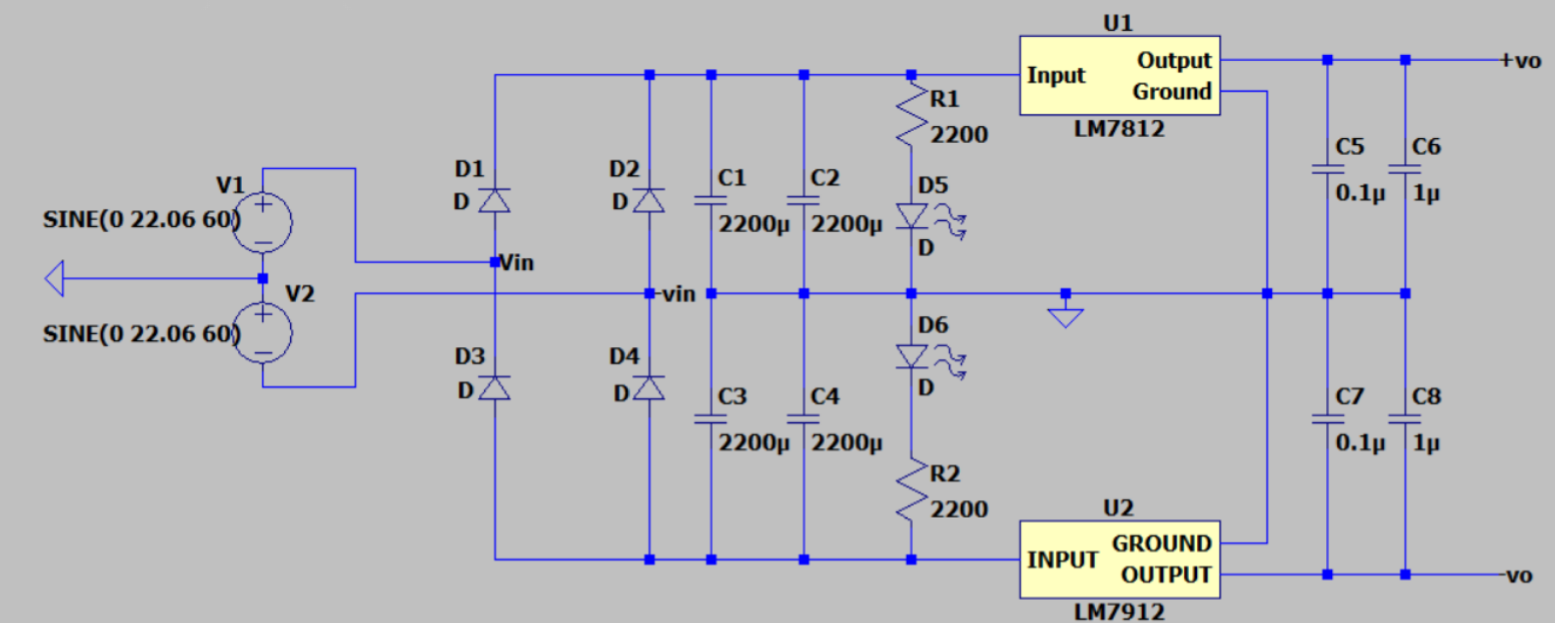 U1
Input
Output
Ground
LM7812
+vo
R1
2200
D1
D
D2
D
C1
2200µ
C2
2200µ
D5
D
C5
0.1µ
C6
1µ
V1
SINE(0 22.06 60)
Vin
-vin
V2
SINE(0 22.06 60)
D3
D
D4
D
C3
2200µ
C4
2200µ
D6
D
R2
2200
C7
0.1µ
C8
1µ
U2
INPUT
GROUND
OUTPUT
LM7912
-vo